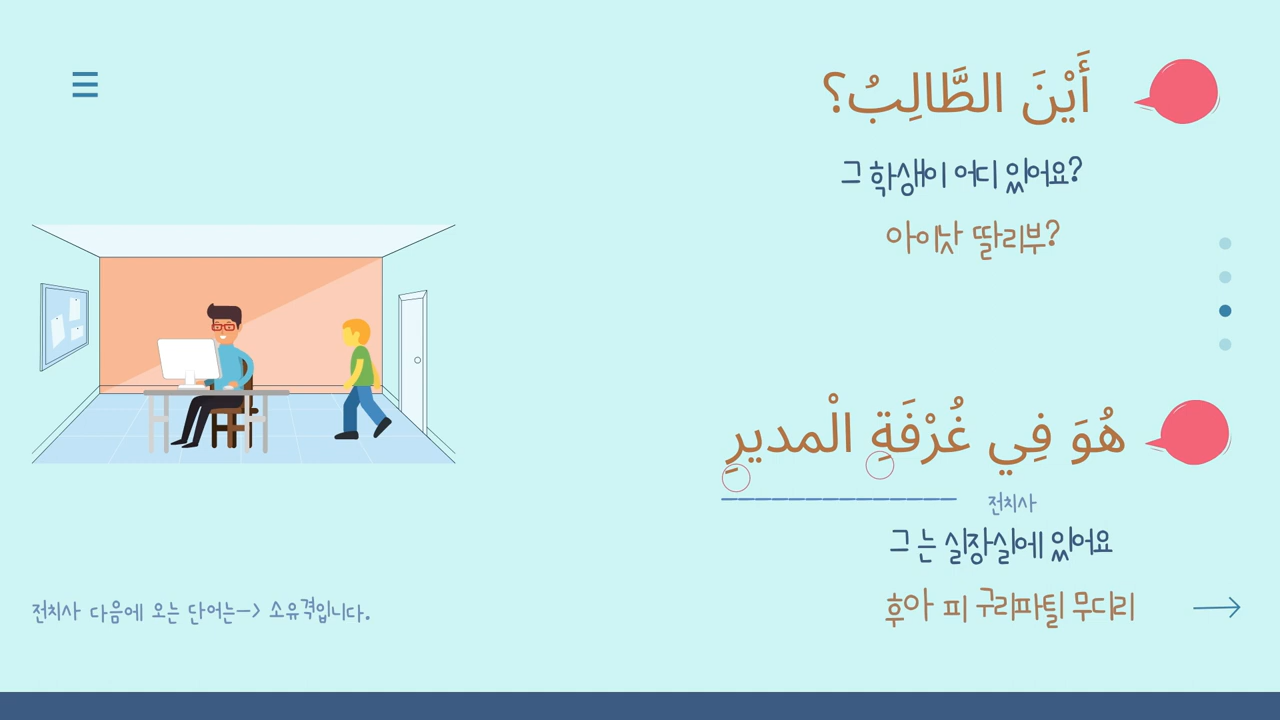 أَيْنَ الطَّالِبُ؟
그 학생이 어디 있어요?
아이낫 딸리부?
هُوَ فِي غُرْفَةِ الْمديرِ
전치사
그 는 실장실에 있어요
후아 피 구리파틸 무디리
전치사 다음에 오는 단어는-> 소유격입니다.